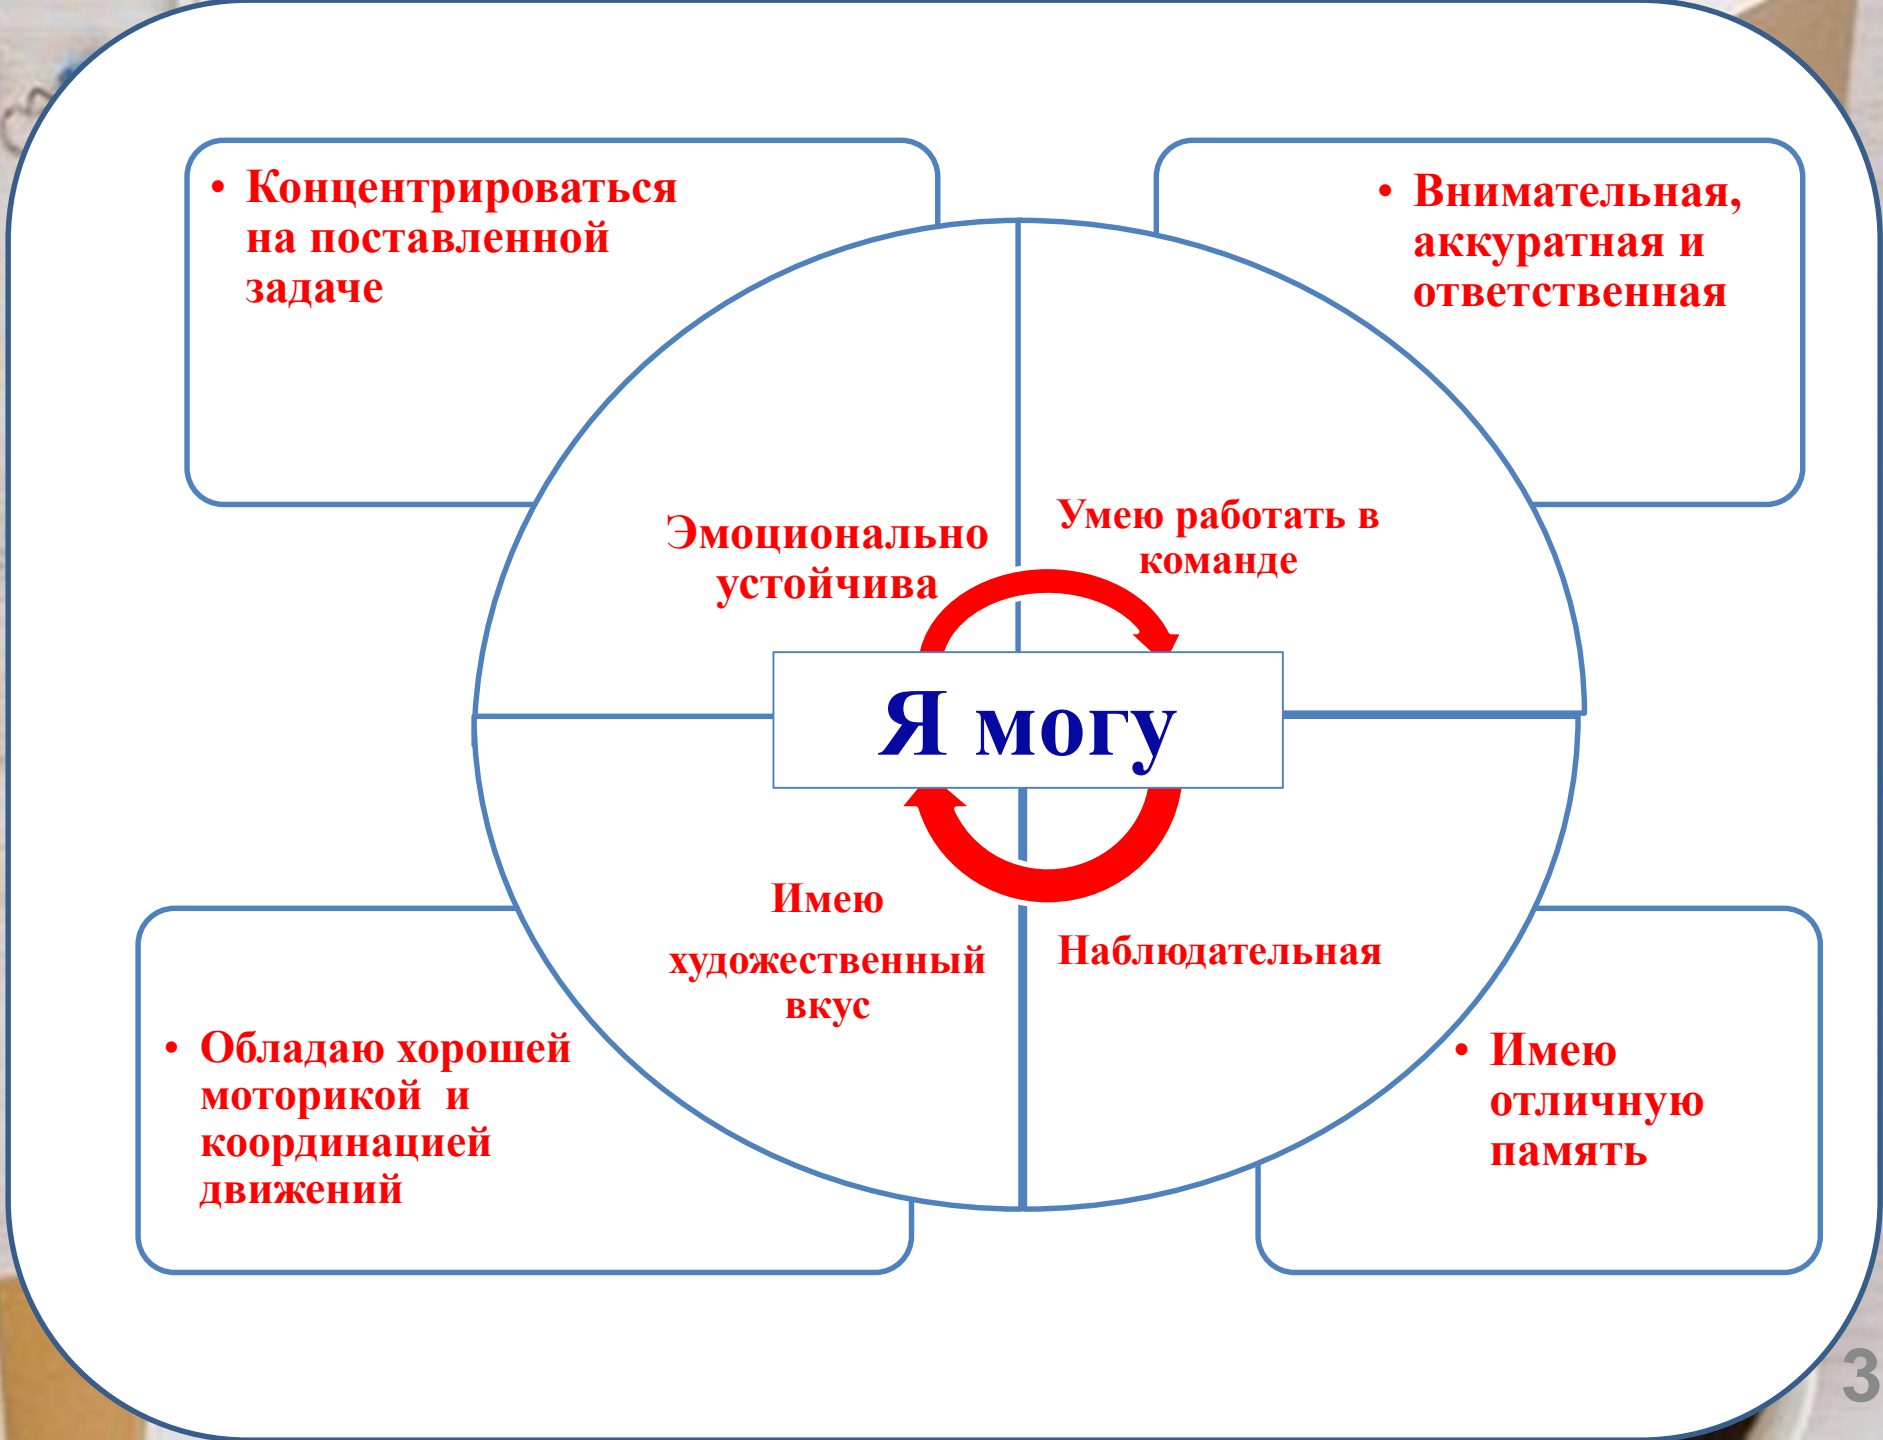 • Концентрироваться
на поставленной
задаче
• Внимательная,
аккуратная и
ответственная
Эмоционально
устойчива
Умею работать в
команде
Я могу
Имею
художественный
вкус
Наблюдательная
• Обладаю хорошей
моторикой и
координацией
движений
• Имею
отличную
память
3